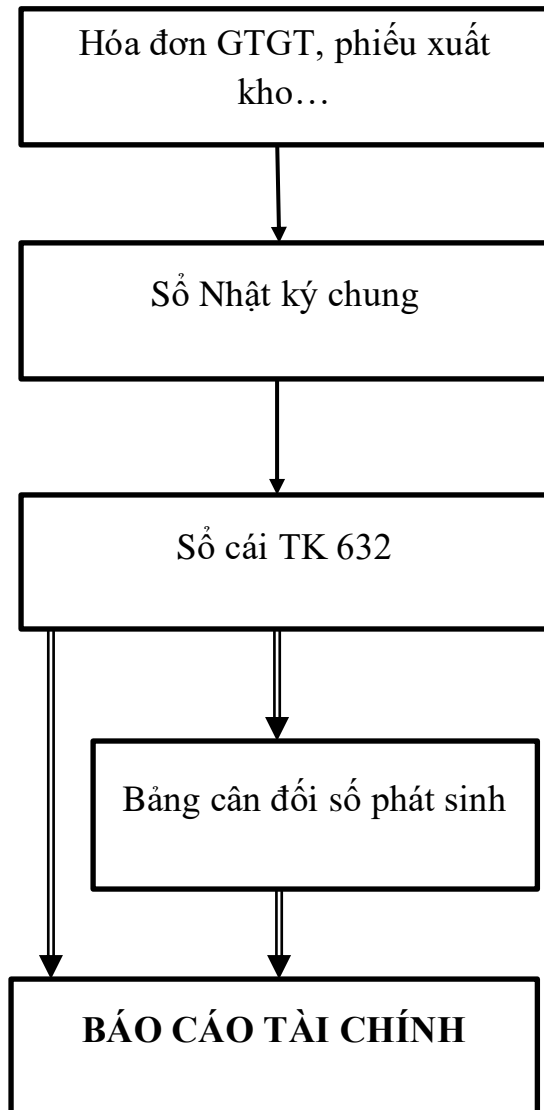 Hóa đơn GTGT, phiếu xuất
kho…
Sổ Nhật ký chung
Sổ cái TK 632
Bảng cân đối số phát sinh
BÁO CÁO TÀI CHÍNH